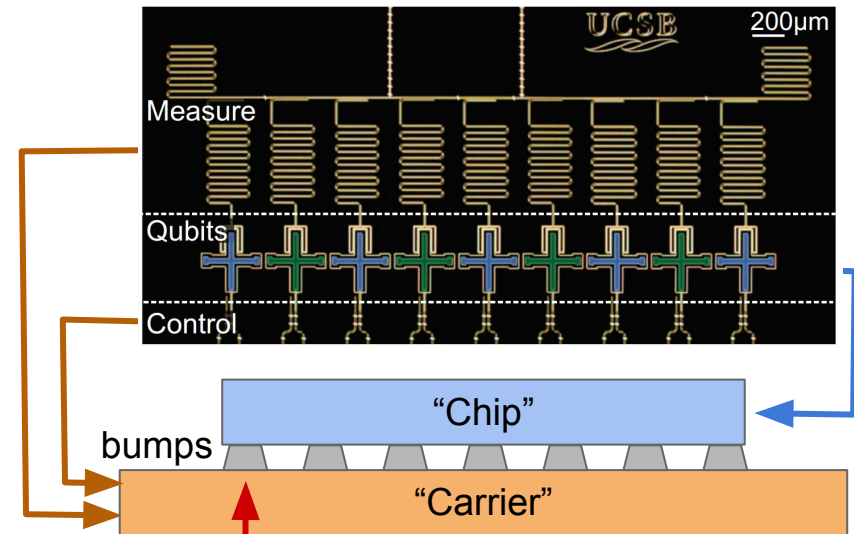 UCSB
200μm
Measure
Qubits
Control
“Chip”
bumps
“Carrier”